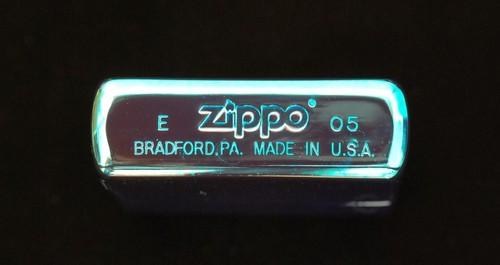 E Zippo® 05
BRADFORD, PA. MADE IN U.S.A.